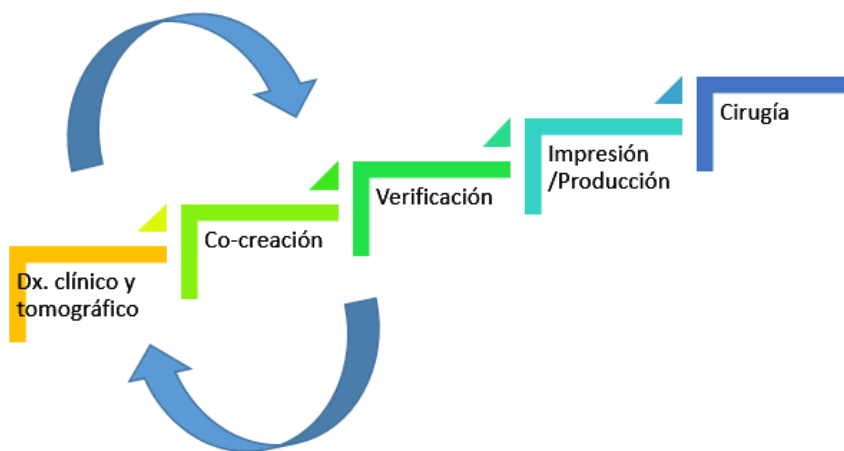 Dx. clínico y
tomográfico
Co-creación
Verificación
Impresión
/Producción
Cirugía